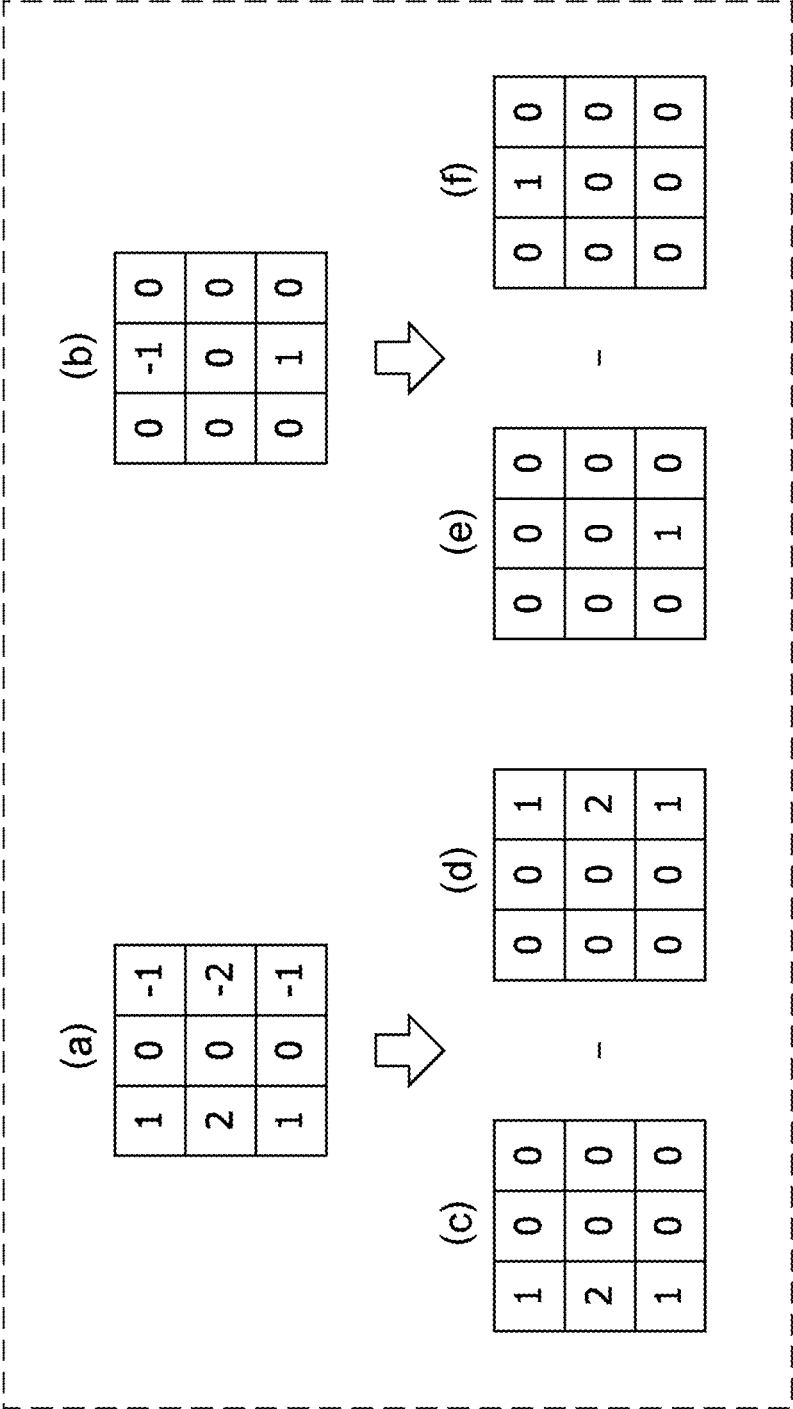 (a) (b)
1 0 -1 0 -1 0
2 0 -2 0 0 0
1 0 -1 0 1 0
(c) (d) (e) (f)
1 0 0 0 0 1 0 0 0 0 1 0
2 0 0 – 0 0 2 0 0 0 – 0 0 0
1 0 0 0 0 1 0 1 0 0 0 0